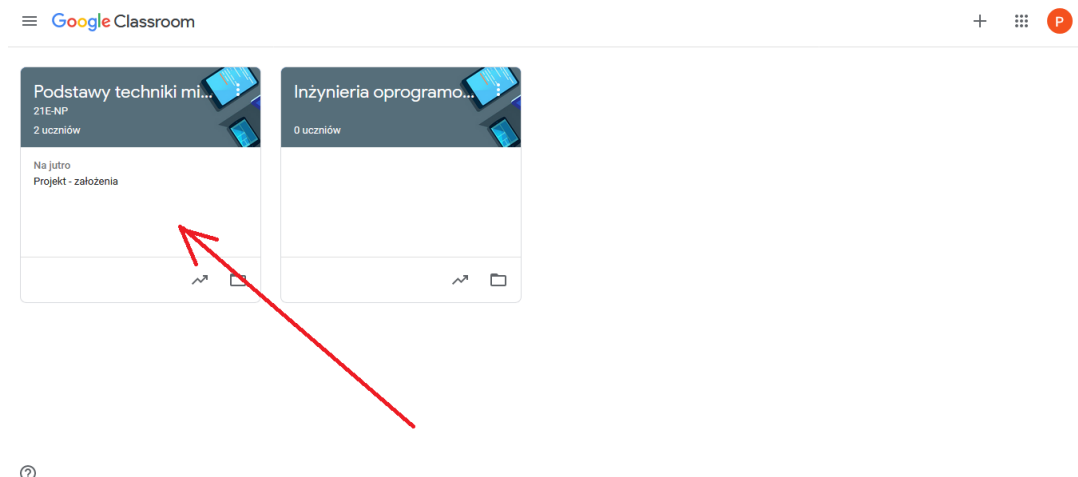 Google Classroom
P
Podstawy techniki mi...
21E-NP
2 uczniów
Na jutro
Projekt - założenia
Inżynieria oprogramo...
0 uczniów